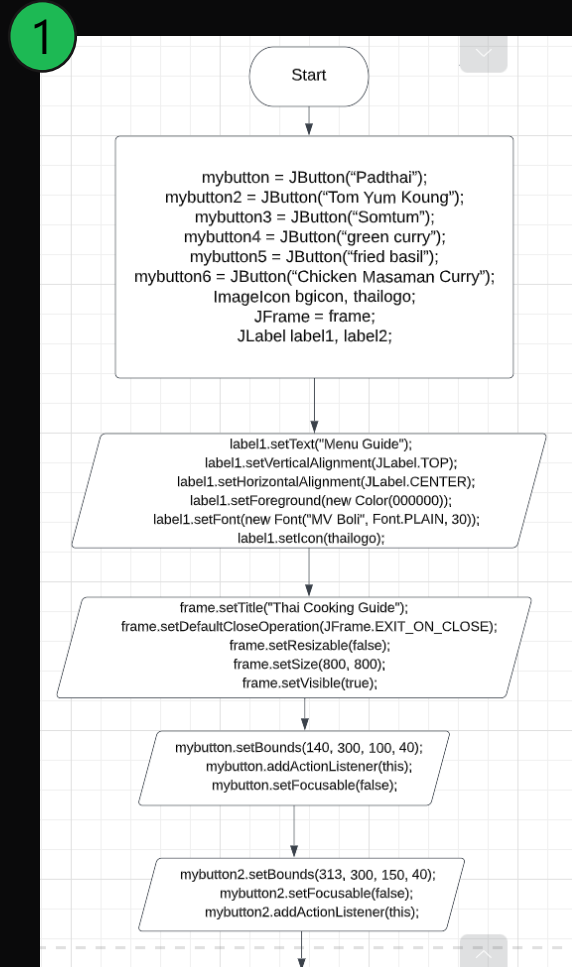 1
Start
mybutton = JButton(“Padthai”);
mybutton2 = JButton(“Tom Yum Koung”);
mybutton3 = JButton(“Somtum”);
mybutton4 = JButton(“green curry”);
mybutton5 = JButton(“fried basil”);
mybutton6 = JButton(“Chicken Masaman Curry”);
ImageIcon bgicon, thailogo;
JFrame = frame;
JLabel label1, label2;
label1.setText("Menu Guide");
label1.setVerticalAlignment(JLabel.TOP);
label1.setHorizontalAlignment(JLabel.CENTER);
label1.setForeground(new Color(000000));
label1.setFont(new Font("MV Boli", Font.PLAIN, 30));
label1.setIcon(thailogo);
frame.setTitle("Thai Cooking Guide");
frame.setDefaultCloseOperation(JFrame.EXIT_ON_CLOSE);
frame.setResizable(false);
frame.setSize(800, 800);
frame.setVisible(true);
mybutton.setBounds(140, 300, 100, 40);
mybutton.addActionListener(this);
mybutton.setFocusable(false);
mybutton2.setBounds(313, 300, 150, 40);
mybutton2.setFocusable(false);
mybutton2.addActionListener(this);